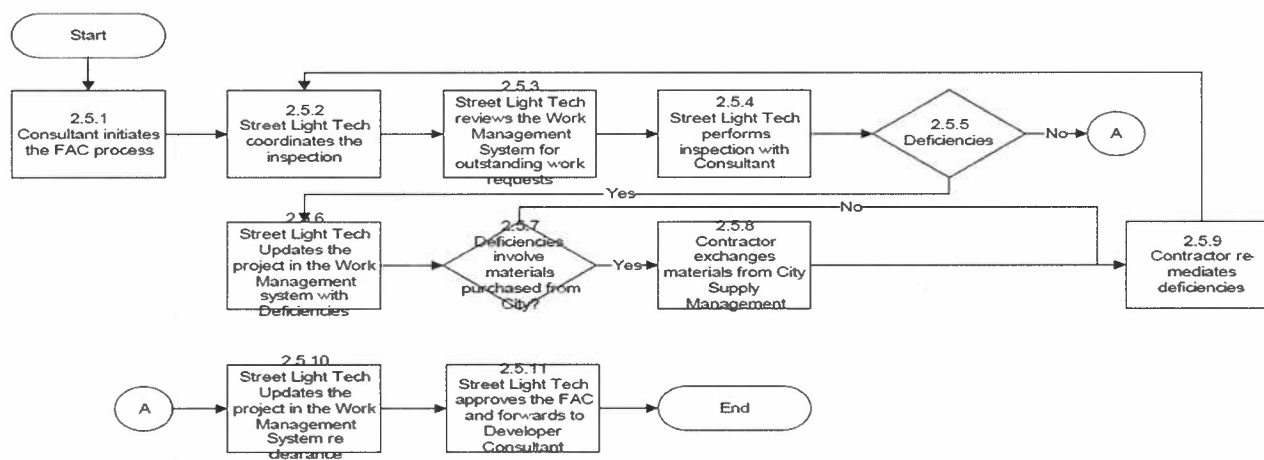 Start
2.5.1
Consultant initiates
the FAC process
2.5.2
Street Light Tech
coordinates the
inspection
2.5.3
Street Light Tech
reviews the Work
Management
System for
outstanding work
requests
2.5.4
Street Light Tech
performs
inspection with
Consultant
2.5.5
Deficiencies
No
A
Yes
2.5.6
Street Light Tech
Updates the
project in the Work
Management
system with
Deficiencies
2.5.7
Deficiencies
involve
materials
purchased from
City?
No
Yes
2.5.8
Contractor
exchanges
materials from City
Supply
Management
2.5.9
Contractor re-
mediates
deficiencies
A
2.5.10
Street Light Tech
Updates the
project in the Work
Management
System re
clearance
2.5.11
Street Light Tech
approves the FAC
and forwards to
Developer
Consultant
End